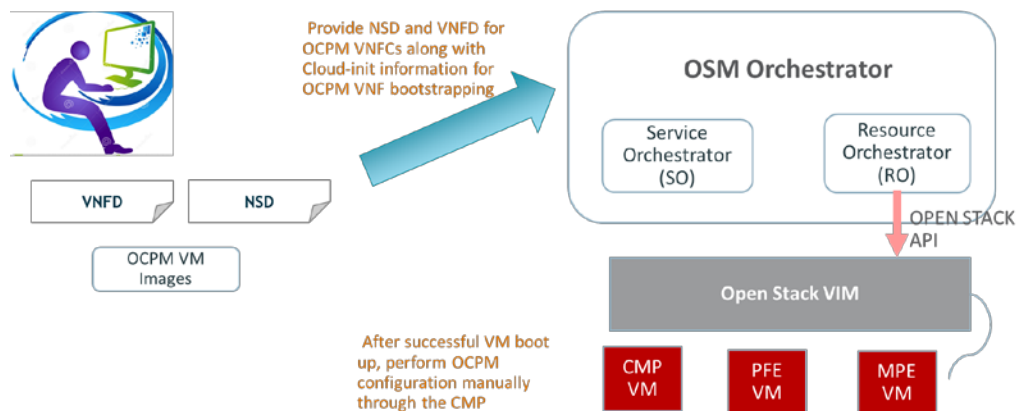 Provide NSD and VNFD for
OCPM VNFCs along with
Cloud-init information for
OCPM VNF bootstrapping
OSM Orchestrator
Service
Orchestrator
(SO)
Resource
Orchestrator
(RO)
VNFD
NSD
OPEN STACK
API
OCPM VM
Images
Open Stack VIM
After successful VM boot
up, perform OCPM
configuration manually
through the CMP
CMP
VM
PFE
VM
MPE
VM